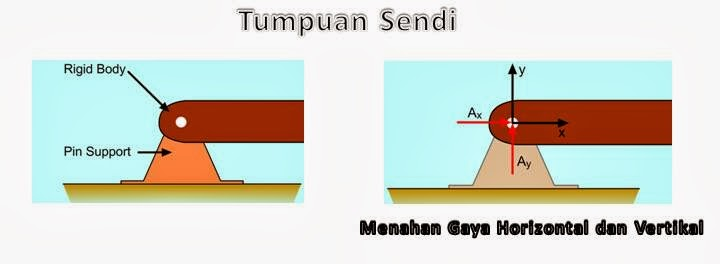 Tumpuan Sendi
Rigid Body
Pin Support
y
Ax
x
Ay
Menahan Gaya Horizontal dan Vertikal